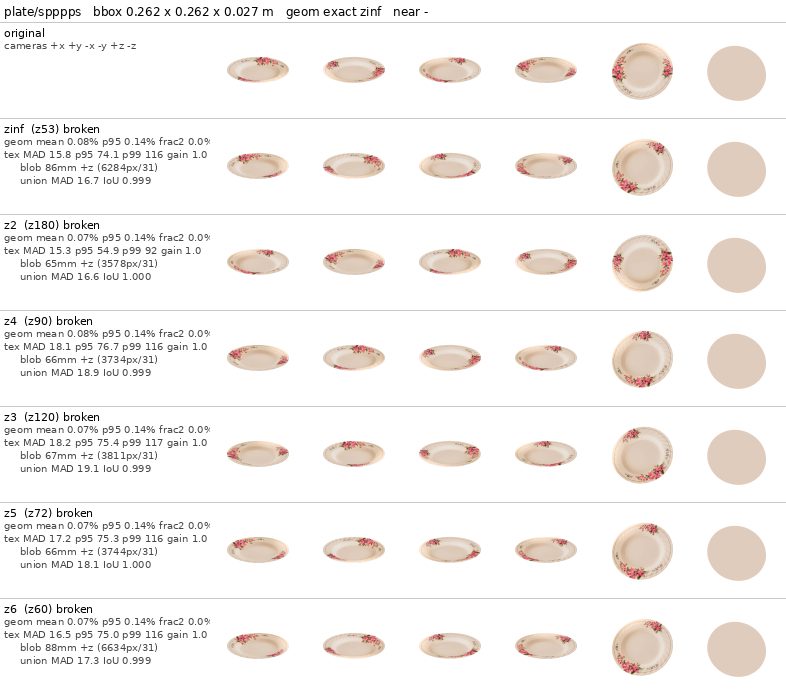 plate/spppps bbox 0.262 x 0.262 x 0.027 m geom exact zinf near -
original
cameras +x +y -x -y +z -z
zinf (z53) broken
geom mean 0.08% p95 0.14% frac2 0.0%
tex MAD 15.8 p95 74.1 p99 116 gain 1.0
blob 86mm +z (6284px/31)
union MAD 16.7 IoU 0.999
z2 (z180) broken
geom mean 0.07% p95 0.14% frac2 0.0%
tex MAD 15.3 p95 54.9 p99 92 gain 1.0
blob 65mm +z (3578px/31)
union MAD 16.6 IoU 1.000
z4 (z90) broken
geom mean 0.08% p95 0.14% frac2 0.0%
tex MAD 18.1 p95 76.7 p99 116 gain 1.0
blob 66mm +z (3734px/31)
union MAD 18.9 IoU 0.999
z3 (z120) broken
geom mean 0.07% p95 0.14% frac2 0.0%
tex MAD 18.2 p95 75.4 p99 117 gain 1.0
blob 67mm +z (3811px/31)
union MAD 19.1 IoU 0.999
z5 (z72) broken
geom mean 0.07% p95 0.14% frac2 0.0%
tex MAD 17.2 p95 75.3 p99 116 gain 1.0
blob 66mm +z (3744px/31)
union MAD 18.1 IoU 1.000
z6 (z60) broken
geom mean 0.07% p95 0.14% frac2 0.0%
tex MAD 16.5 p95 75.0 p99 116 gain 1.0
blob 88mm +z (6634px/31)
union MAD 17.3 IoU 0.999